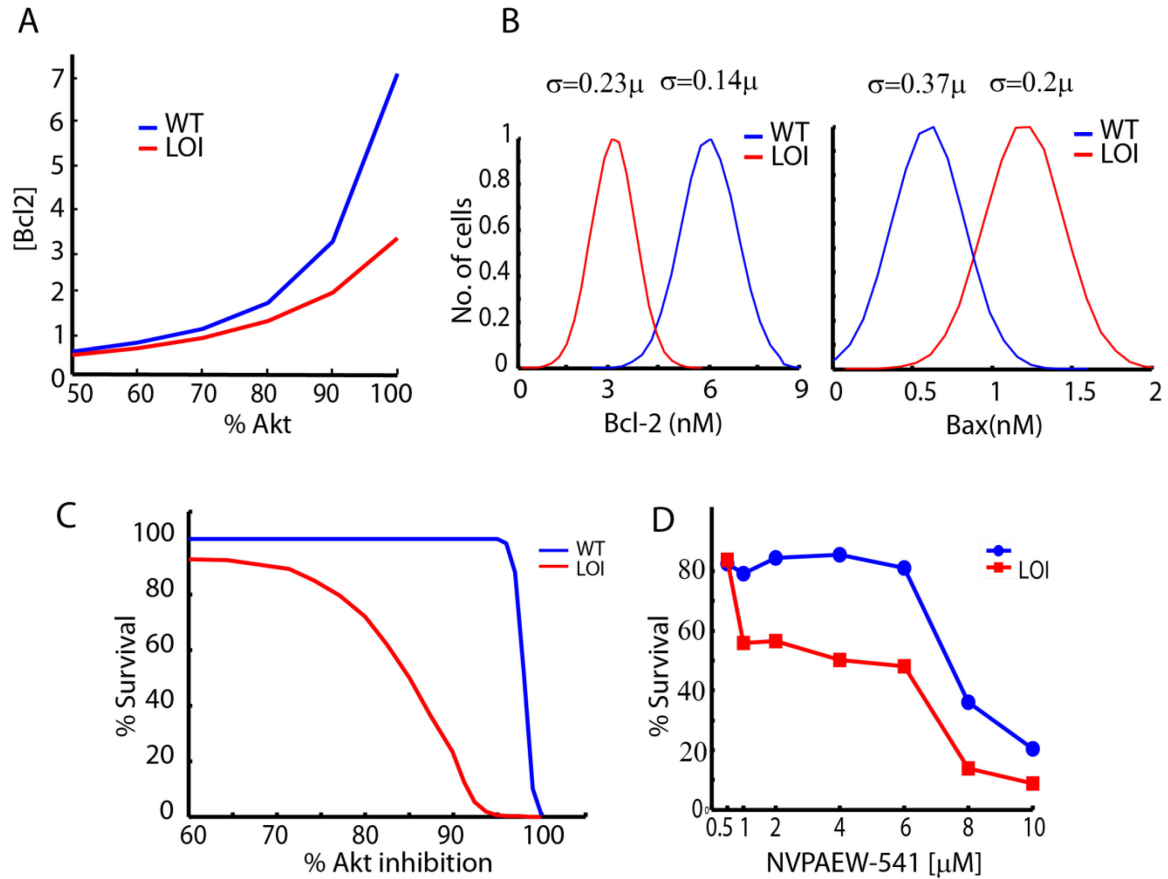 A
7
6
5
4
3
2
1
0
[Bcl2]
WT
LOI
50 60 70 80 90 100
% Akt
B
σ=0.23μ σ=0.14μ
σ=0.37μ σ=0.2μ
1
0.8
0.6
0.4
0.2
0
No. of cells
WT
LOI
0 3 6 9
Bcl-2 (nM)
WT
LOI
0 0.5 1 1.5 2
Bax(nM)
C
100
80
60
40
20
0
% Survival
WT
LOI
60 70 80 90 100
% Akt inhibition
D
80
60
40
20
0
% Survival
LOI
0.5 1 2 4 6 8 10
NVPAEW-541 [μM]